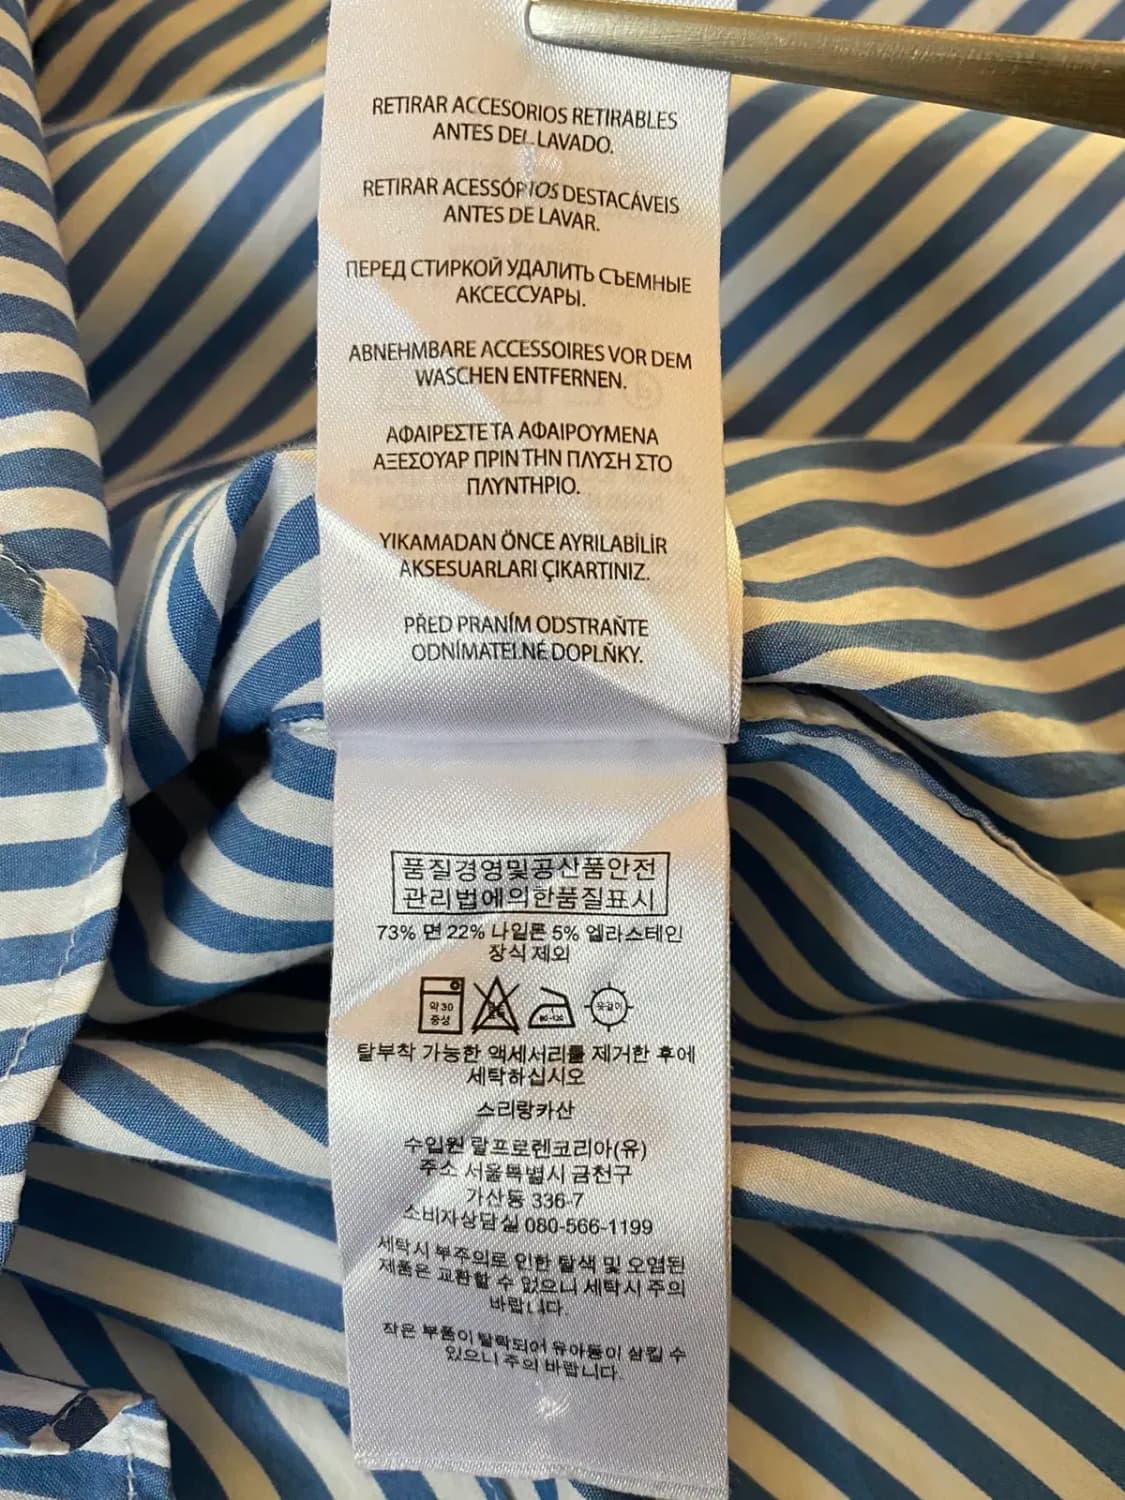 RETIRAR ACCESORIOS RETIRABLES
ANTES DEL LAVADO.
RETIRAR ACESSÓRIOS DESTACÁVEIS
ANTES DE LAVAR.
ПЕРЕД СТИРКОЙ УДАЛИТЬ СЪЕМНЫЕ
АКСЕССУАРЫ.
ABNEHMBARE ACCESSOIRES VOR DEM
WASCHEN ENTFERNEN.
ΑΦΑΙΡΕΣΤΕ ΤΑ ΑΦΑΙΡΟΥΜΕΝΑ
ΑΞΕΣΟΥΑΡ ΠΡΙΝ ΤΗΝ ΠΛΥΣΗ ΣΤΟ
ΠΛΥΝΤΗΡΙΟ.
YIKAMADAN ÖNCE AYRILABİLİR
AKSESUARLARI ÇIKARTINIZ.
PŘED PRANÍM ODSTRAŇTE
ODNÍMATELNÉ DOPLŇKY.
품질경영및공산품안전
관리법에의한품질표시
73% 면 22% 나일론 5% 엘라스테인
장식 제외
약 30
중성
80-120
옷걸이
탈부착 가능한 액세서리를 제거한 후에
세탁하십시오
스리랑카산
수입원 랄프로렌코리아(유)
주소 서울특별시 금천구
가산동 336-7
소비자상담실 080-566-1199
세탁시 부주의로 인한 탈색 및 오염된
제품은 교환할 수 없으니 세탁시 주의
바랍니다.
작은 부품이 탈락되어 유아들이 삼킬 수
있으니 주의 바랍니다.